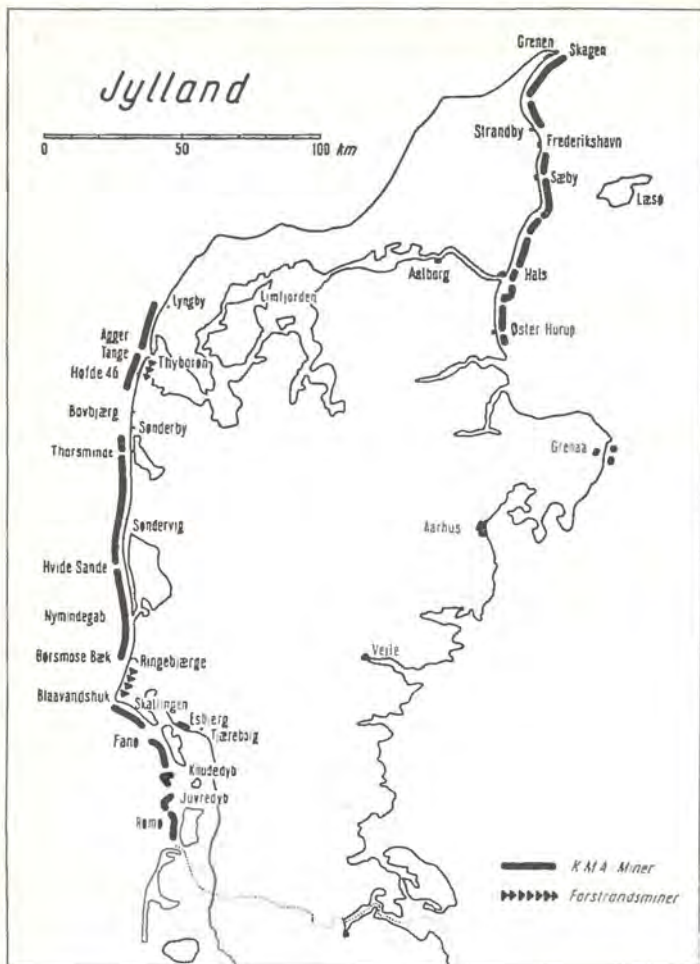 Jylland
0 50 100 km
Grenen
Skagen
Strandby
Frederikshavn
Sæby
Læsø
Aalborg
Hals
Limfjorden
Lyngby
Øster Hurup
Agger
Tange
Thyborøn
Høfde 46
Bovbjærg
Sønderby
Thorsminde
Grenaa
Aarhus
Søndervig
Hvide Sande
Nymindegab
Børsmose Bæk
Ringebjærge
Vejle
Blaavandshuk
Skallingen
Esbjerg
Tjæreborg
Fanø
Knudedyb
Juvredyb
Rømø
KMA-Miner
Forstrandsminer